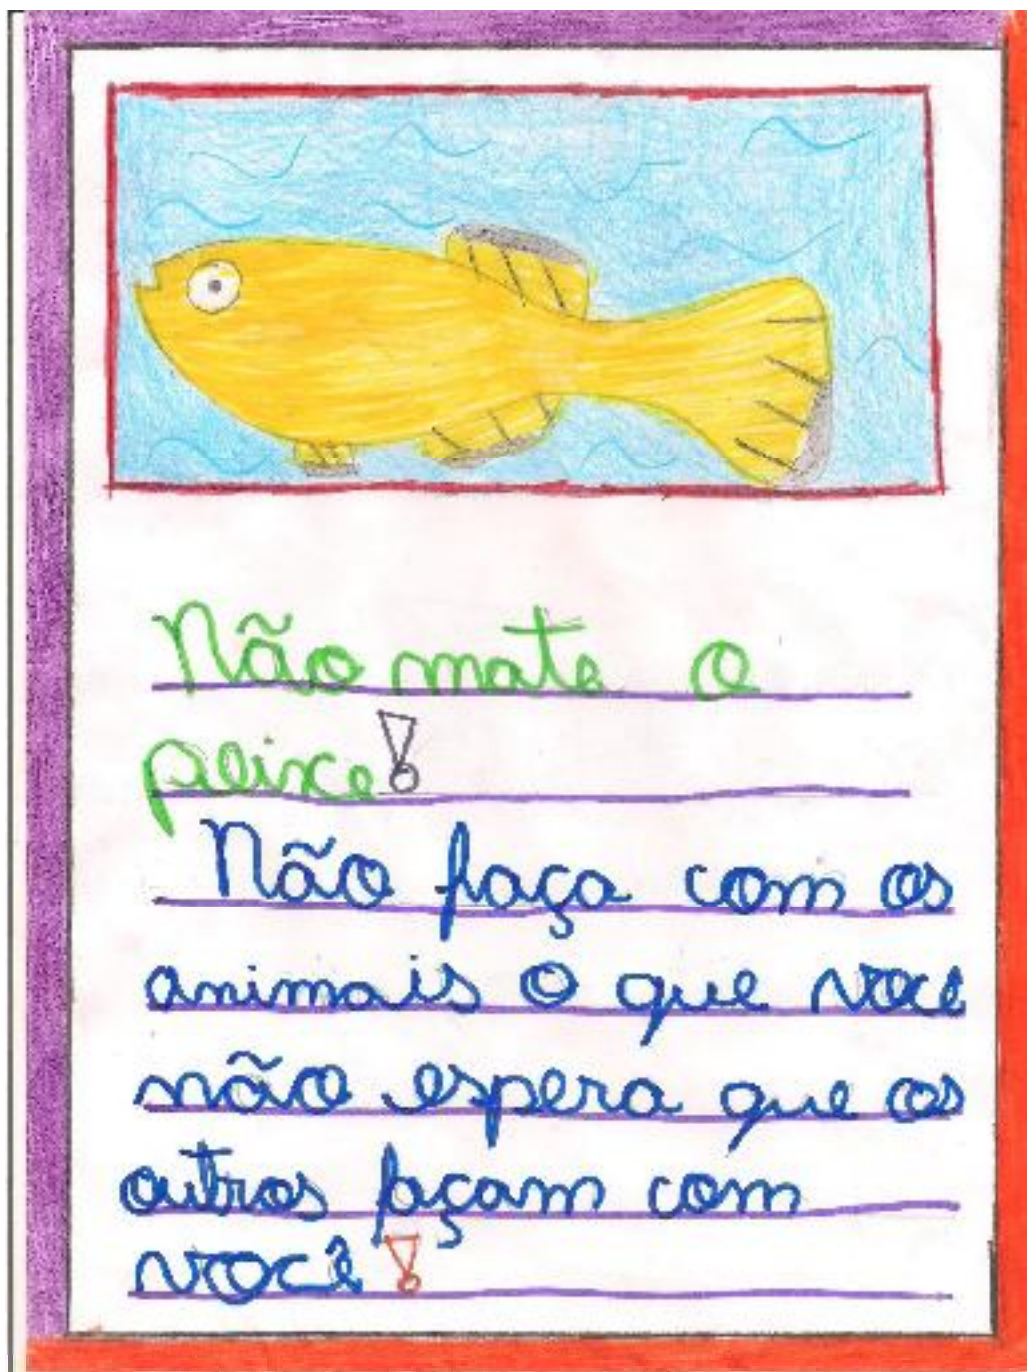 Não mate o
peixe!
Não faça com os
animais o que você
não espera que os
outros façam com
você!